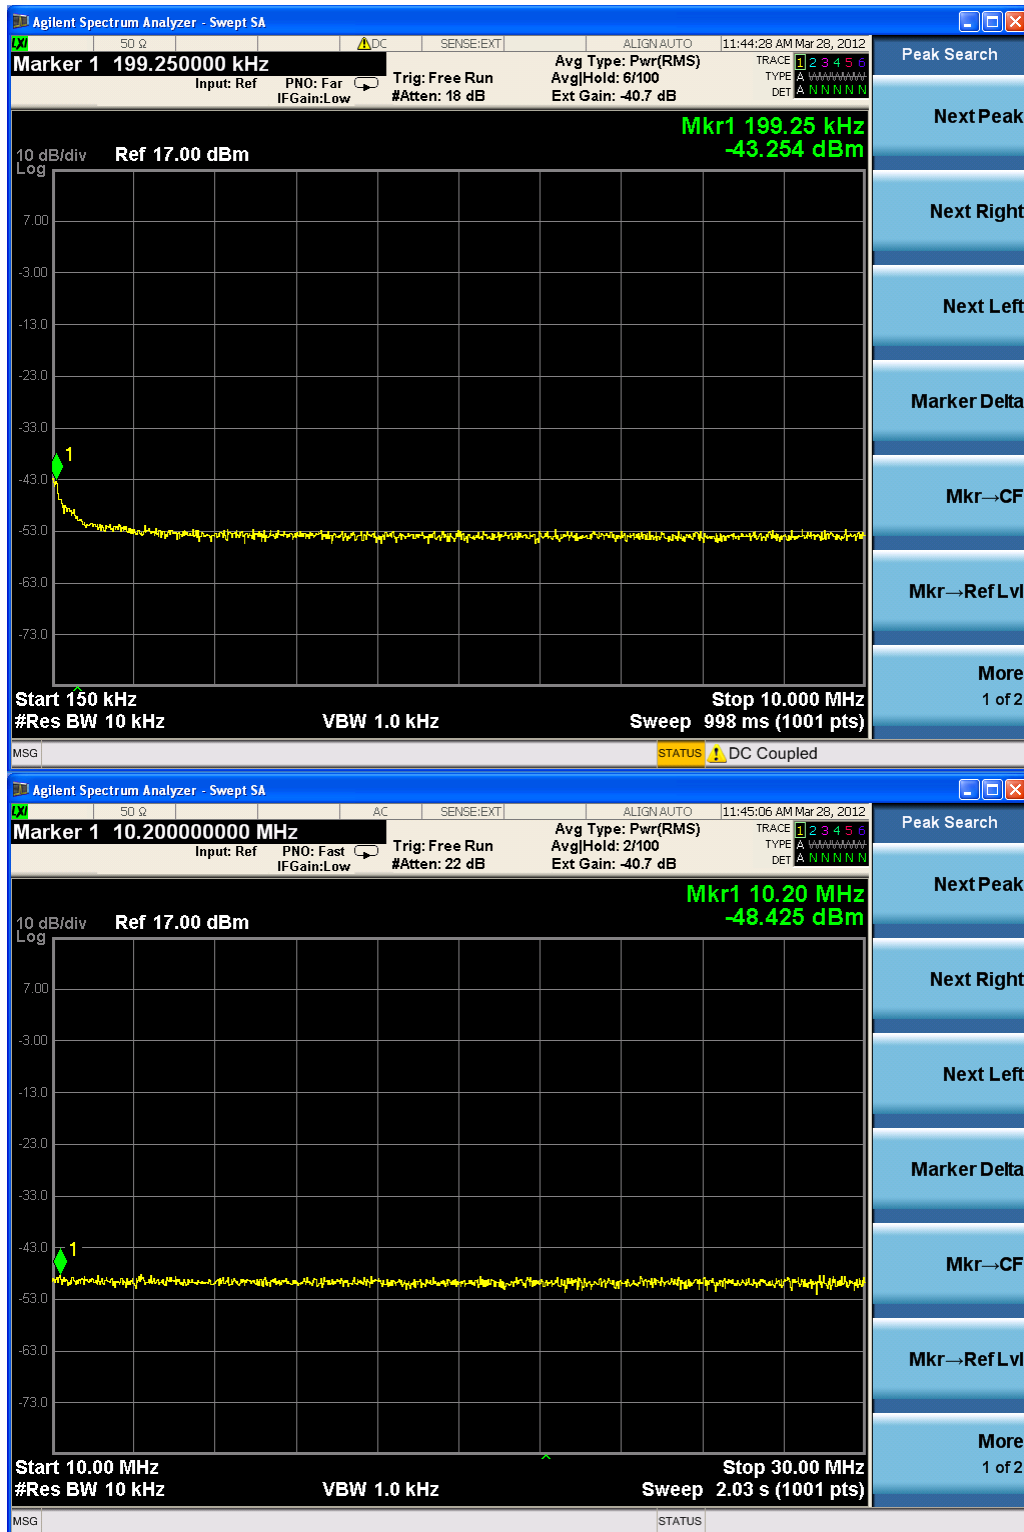 Agilent Spectrum Analyzer - Swept SA
LXI 50 Ω DC SENSE:EXT ALIGN AUTO 11:44:28 AM Mar 28, 2012
Marker 1 199.250000 kHz
Input: Ref PNO: Far IFGain:Low
Trig: Free Run
#Atten: 18 dB
Avg Type: Pwr(RMS)
Avg|Hold: 6/100
Ext Gain: -40.7 dB
TRACE 1 2 3 4 5 6
TYPE A WWWWW
DET A N N N N N
Mkr1 199.25 kHz
-43.254 dBm
10 dB/div Ref 17.00 dBm
Log
7.00
-3.00
-13.0
-23.0
-33.0
1
-43.0
-53.0
-63.0
-73.0
Start 150 kHz Stop 10.000 MHz
#Res BW 10 kHz VBW 1.0 kHz Sweep 998 ms (1001 pts)
MSG STATUS DC Coupled
Peak Search
Next Peak
Next Right
Next Left
Marker Delta
Mkr→CF
Mkr→Ref Lvl
More
1 of 2
Agilent Spectrum Analyzer - Swept SA
LXI 50 Ω AC SENSE:EXT ALIGN AUTO 11:45:06 AM Mar 28, 2012
Marker 1 10.200000000 MHz
Input: Ref PNO: Fast IFGain:Low
Trig: Free Run
#Atten: 22 dB
Avg Type: Pwr(RMS)
Avg|Hold: 2/100
Ext Gain: -40.7 dB
TRACE 1 2 3 4 5 6
TYPE A WWWWW
DET A N N N N N
Mkr1 10.20 MHz
-48.425 dBm
10 dB/div Ref 17.00 dBm
Log
7.00
-3.00
-13.0
-23.0
-33.0
-43.0
1
-53.0
-63.0
-73.0
Start 10.00 MHz Stop 30.00 MHz
#Res BW 10 kHz VBW 1.0 kHz Sweep 2.03 s (1001 pts)
MSG STATUS
Peak Search
Next Peak
Next Right
Next Left
Marker Delta
Mkr→CF
Mkr→Ref Lvl
More
1 of 2